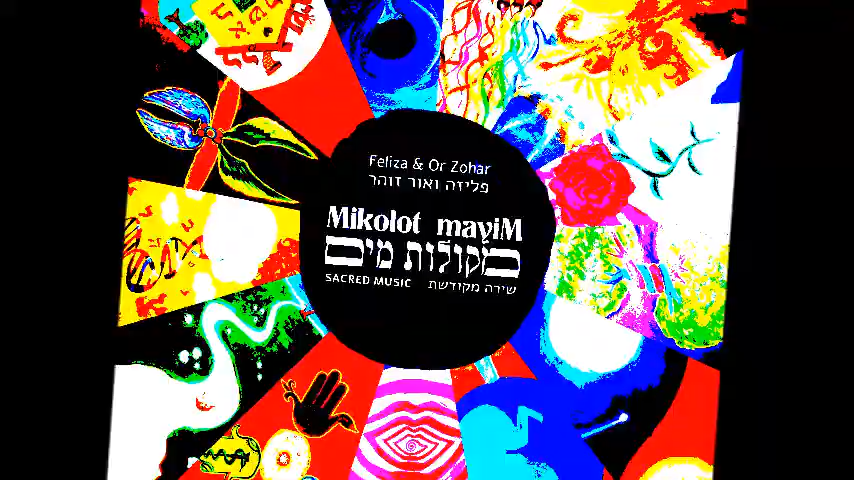 Feliza & Or Zohar
פליזה ואור זוהר
Mikolot mayiM
מקולות מים
SACRED MUSIC שירה מקודשת